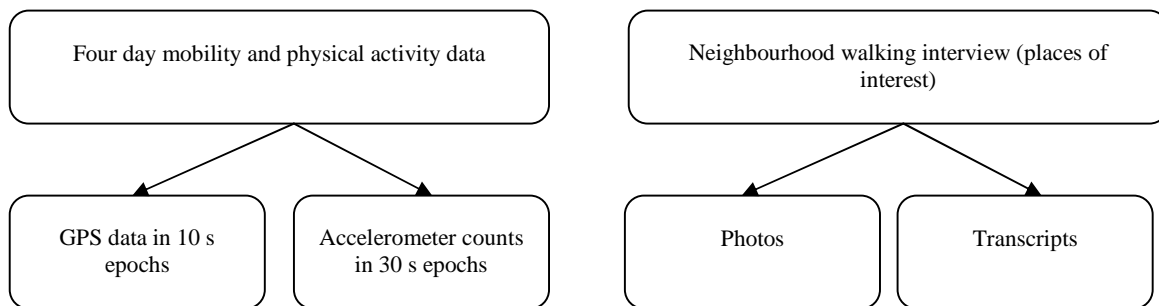 Four day mobility and physical activity data
Neighbourhood walking interview (places of
interest)
GPS data in 10 s
epochs
Accelerometer counts
in 30 s epochs
Photos
Transcripts